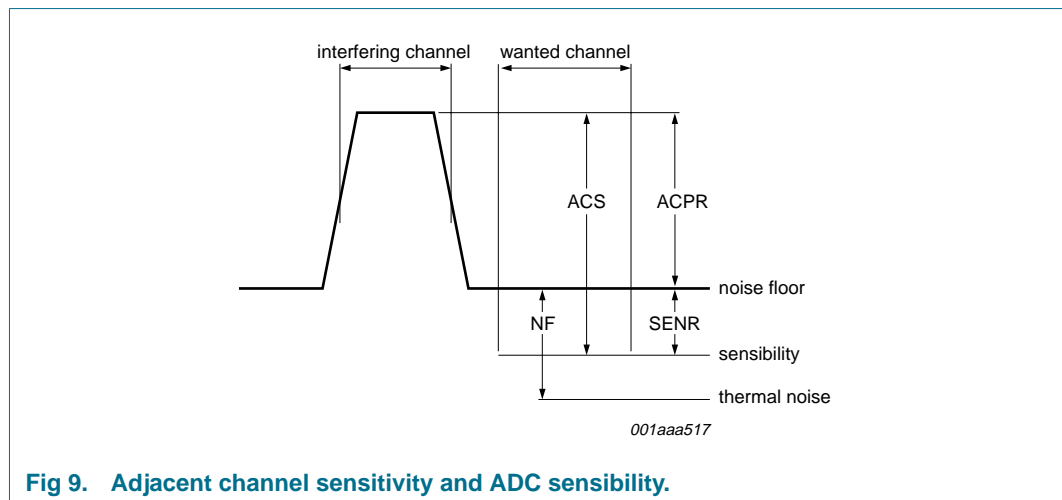 interfering channel
wanted channel
ACS
ACPR
noise floor
NF
SENR
sensibility
thermal noise
001aaa517
Fig 9. Adjacent channel sensitivity and ADC sensibility.